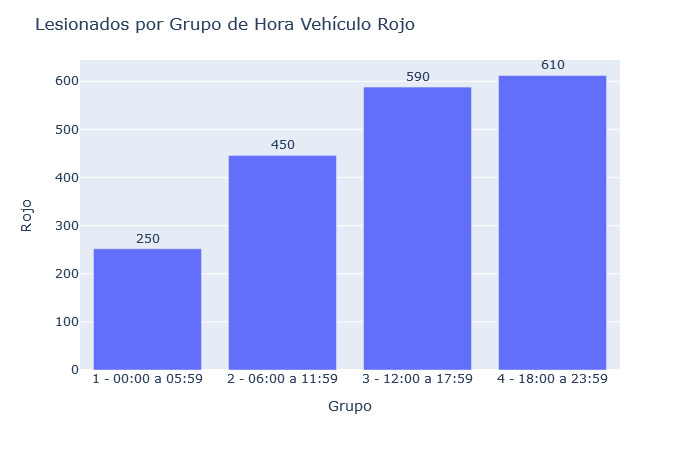 Lesionados por Grupo de Hora Vehículo Rojo
Rojo
600
500
400
300
200
100
0
250
450
590
610
1 - 00:00 a 05:59
2 - 06:00 a 11:59
3 - 12:00 a 17:59
4 - 18:00 a 23:59
Grupo